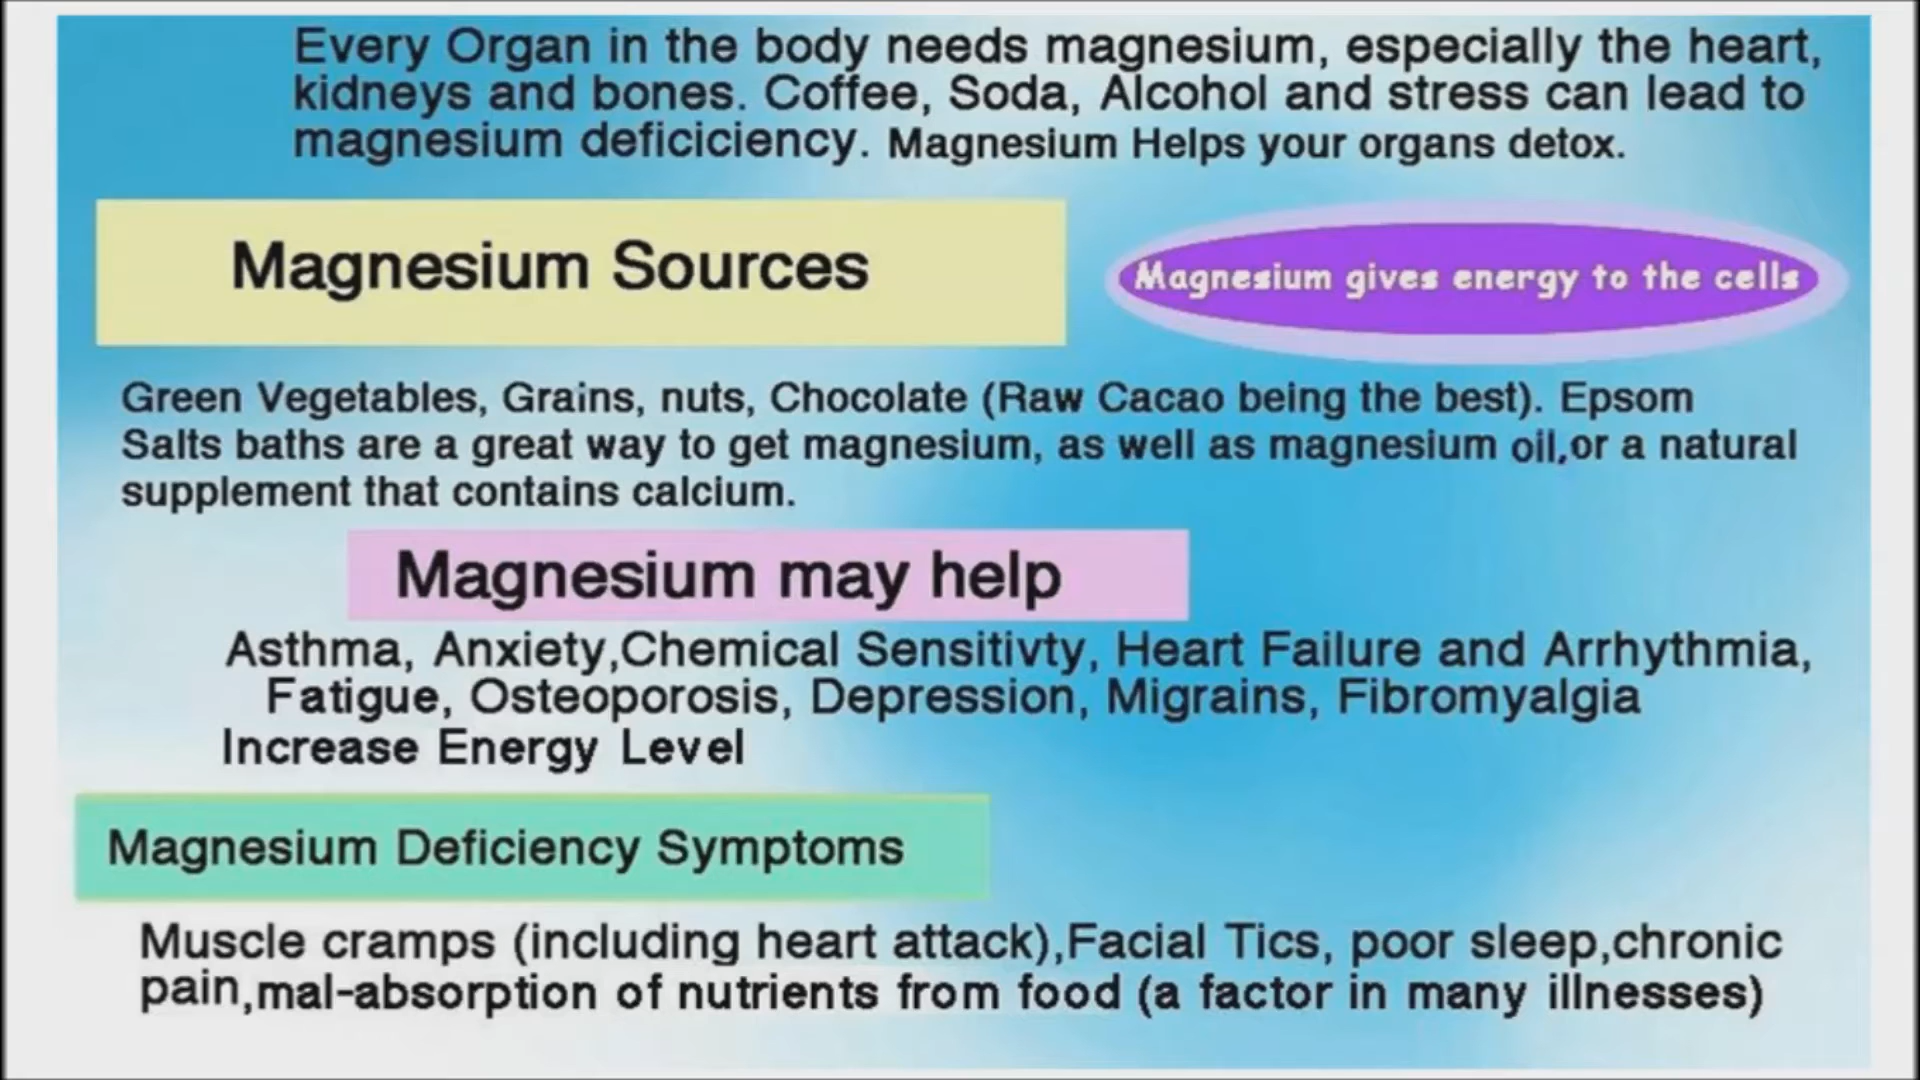 Every Organ in the body needs magnesium, especially the heart,
kidneys and bones. Coffee, Soda, Alcohol and stress can lead to
magnesium deficiciency. Magnesium Helps your organs detox.
Magnesium Sources
Magnesium gives energy to the cells
Green Vegetables, Grains, nuts, Chocolate (Raw Cacao being the best). Epsom
Salts baths are a great way to get magnesium, as well as magnesium oil,or a natural
supplement that contains calcium.
Magnesium may help
Asthma, Anxiety,Chemical Sensitivty, Heart Failure and Arrhythmia,
Fatigue, Osteoporosis, Depression, Migrains, Fibromyalgia
Increase Energy Level
Magnesium Deficiency Symptoms
Muscle cramps (including heart attack),Facial Tics, poor sleep,chronic
pain,mal-absorption of nutrients from food (a factor in many illnesses)